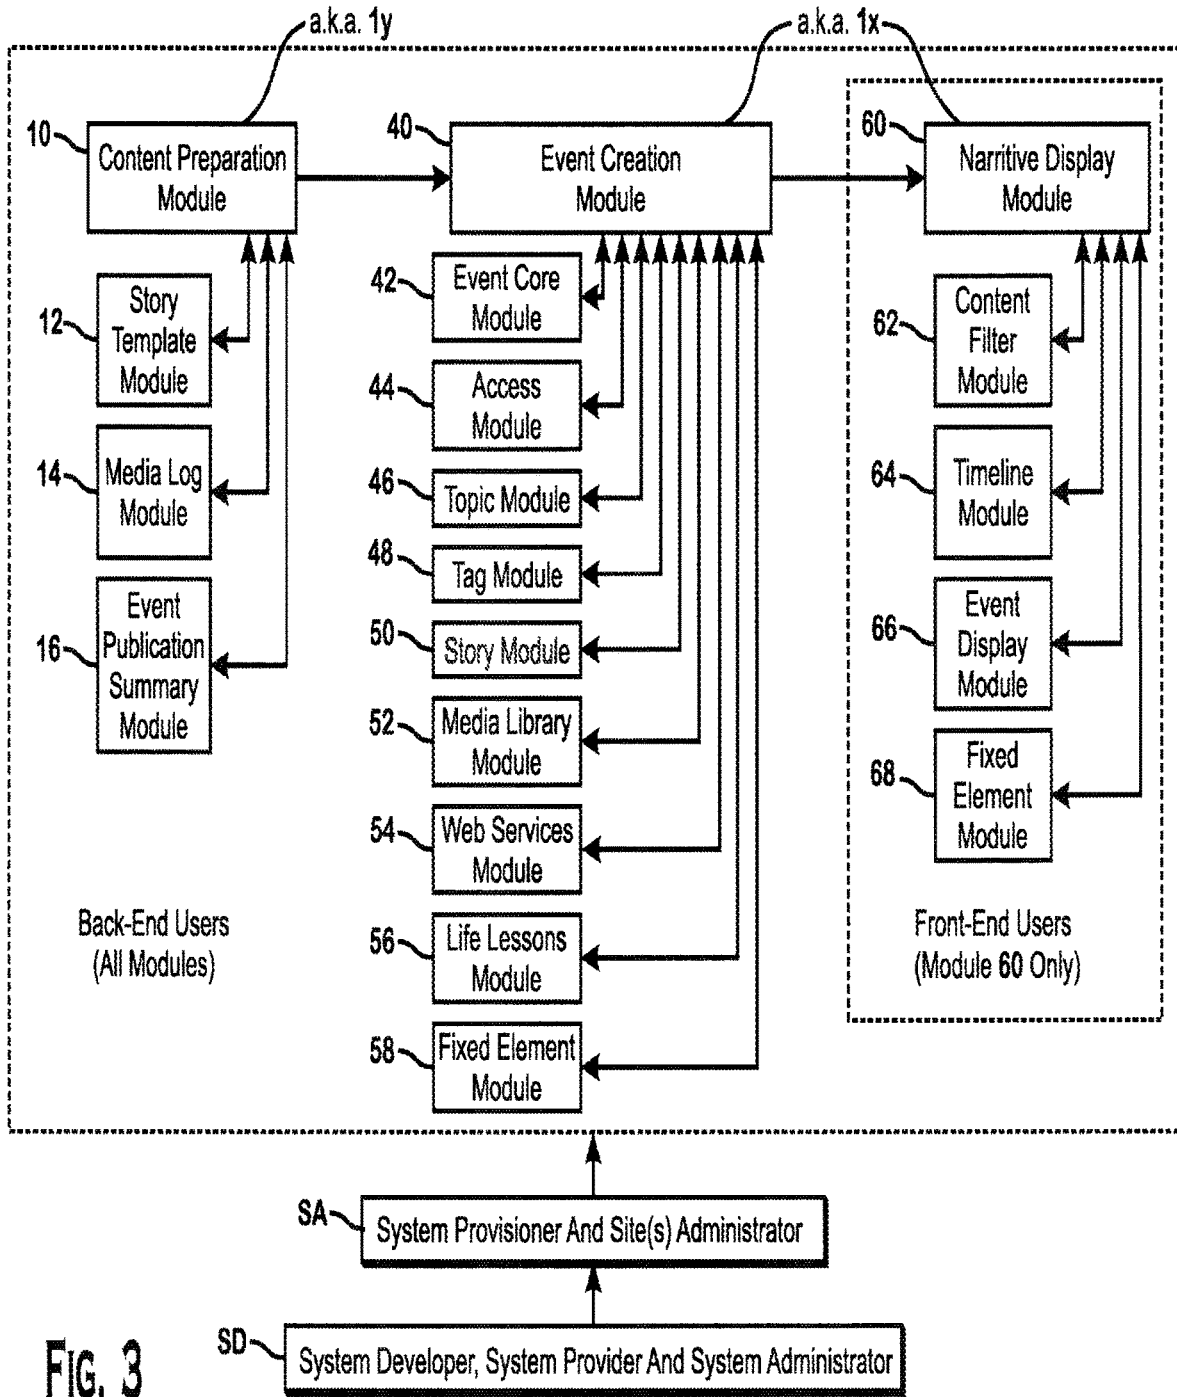 a.k.a. 1y
a.k.a. 1x
10
Content Preparation
Module
40
Event Creation
Module
60
Narritive Display
Module
12
Story
Template
Module
14
Media Log
Module
16
Event
Publication
Summary
Module
42
Event Core
Module
44
Access
Module
46
Topic Module
48
Tag Module
50
Story Module
52
Media Library
Module
54
Web Services
Module
56
Life Lessons
Module
58
Fixed Element
Module
62
Content
Filter
Module
64
Timeline
Module
66
Event
Display
Module
68
Fixed
Element
Module
Back-End Users
(All Modules)
Front-End Users
(Module 60 Only)
SA
System Provisioner And Site(s) Administrator
SD
System Developer, System Provider And System Administrator
FIG. 3